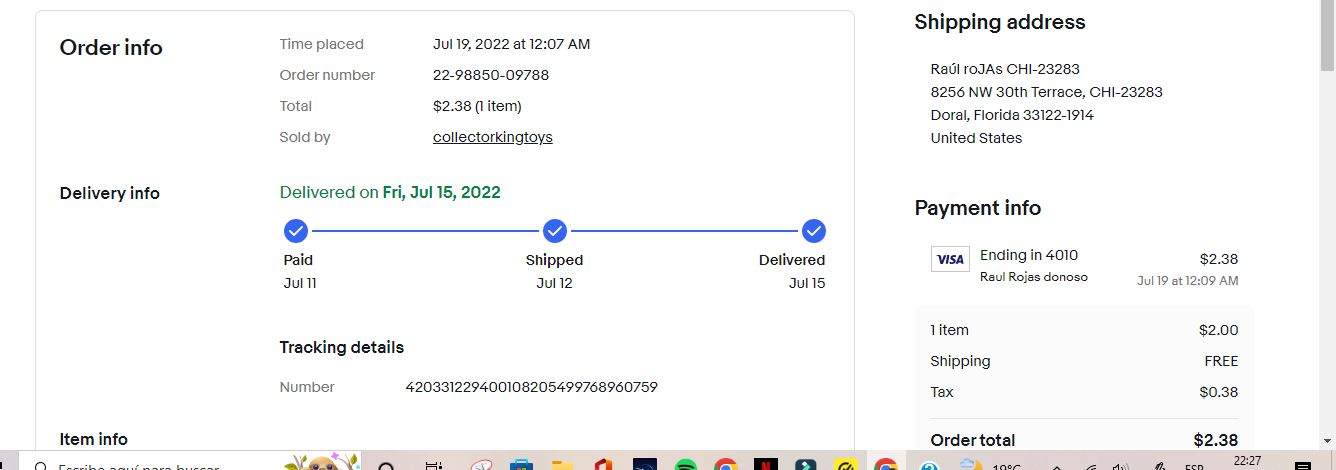 Order info
Time placed Jul 19, 2022 at 12:07 AM
Order number 22-98850-09788
Total $2.38 (1 item)
Sold by collectorkingtoys
Delivery info
Delivered on Fri, Jul 15, 2022
Paid Shipped Delivered
Jul 11 Jul 12 Jul 15
Tracking details
Number 420331229400108205499768960759
Item info
Shipping address
Raúl roJAs CHI-23283
8256 NW 30th Terrace, CHI-23283
Doral, Florida 33122-1914
United States
Payment info
VISA Ending in 4010 $2.38
Raul Rojas donoso Jul 19 at 12:09 AM
1 item $2.00
Shipping FREE
Tax $0.38
Order total $2.38
Escribe aquí para buscar
N
19°C
ESP
22:27